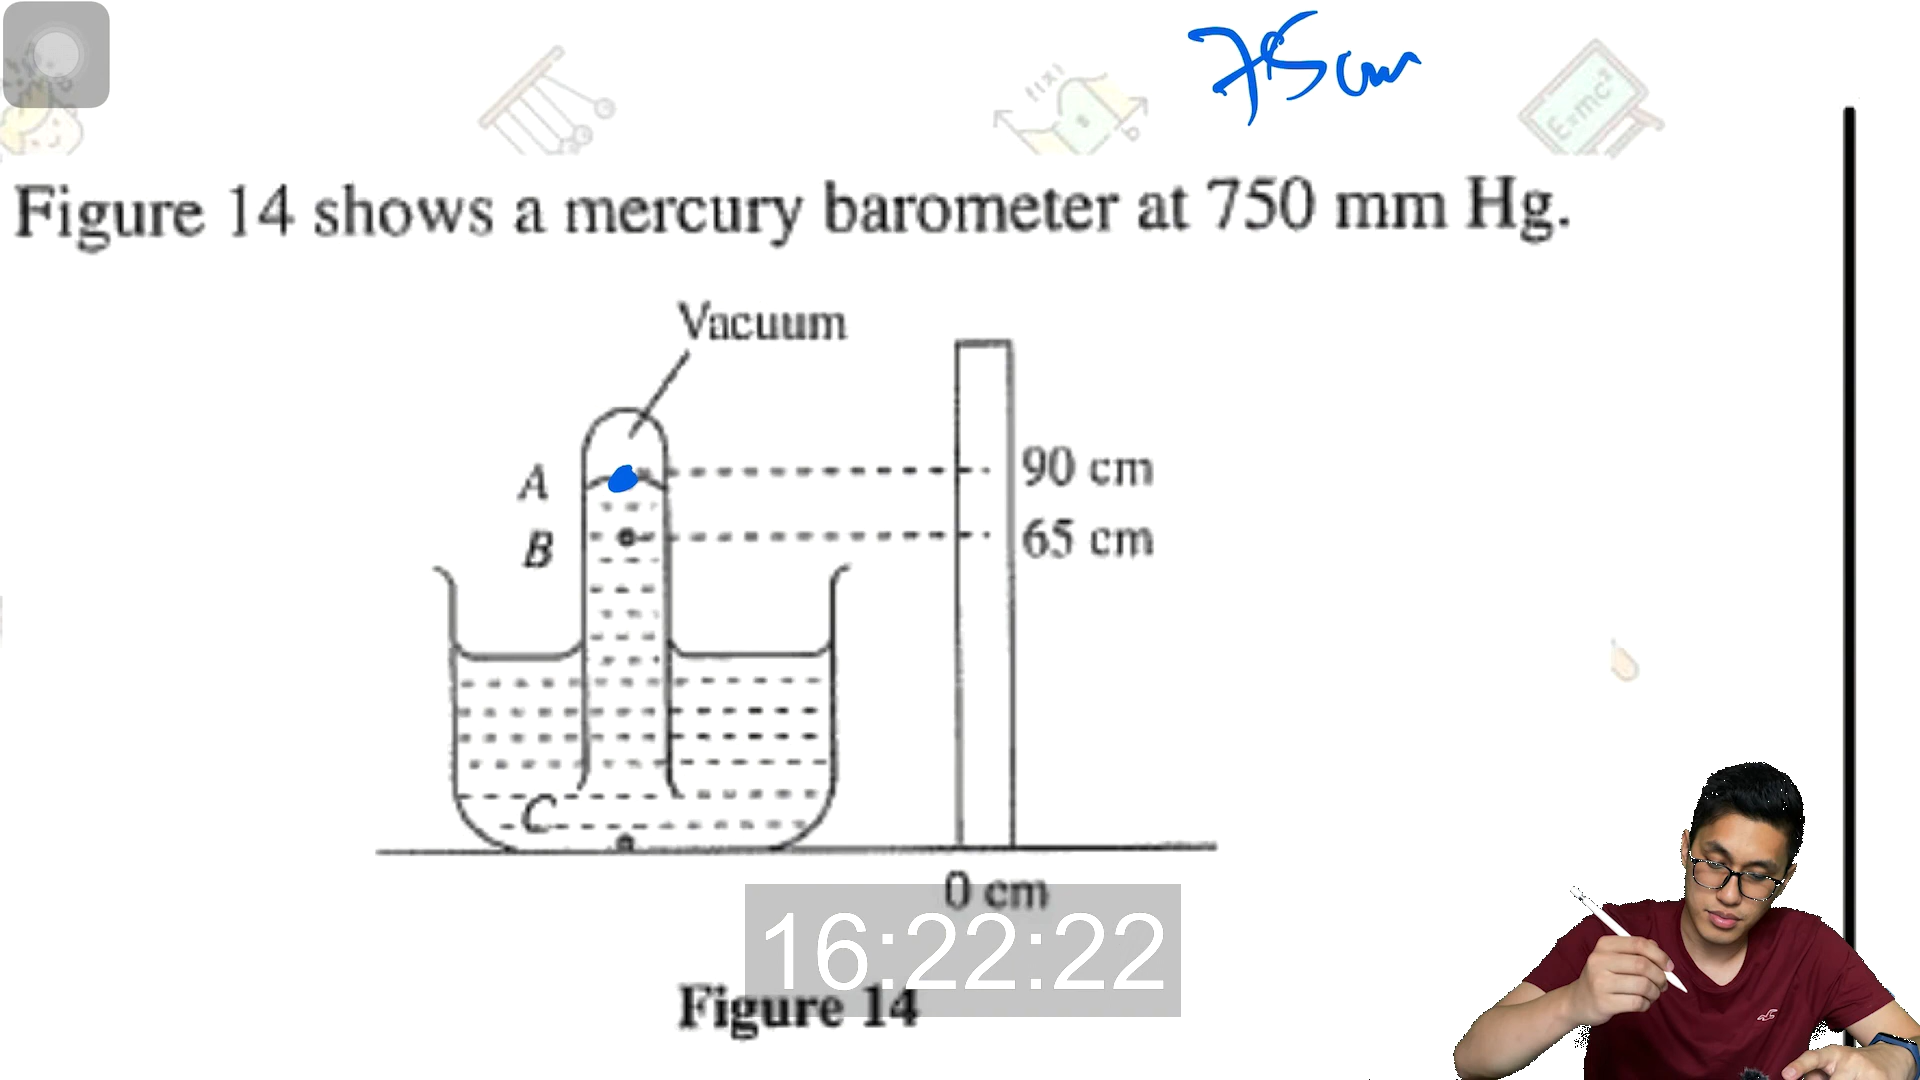 75cm
f(x)
E=mc²
Figure 14 shows a mercury barometer at 750 mm Hg.
Vacuum
A
90 cm
B
65 cm
C
0 cm
16:22:22
Figure 14